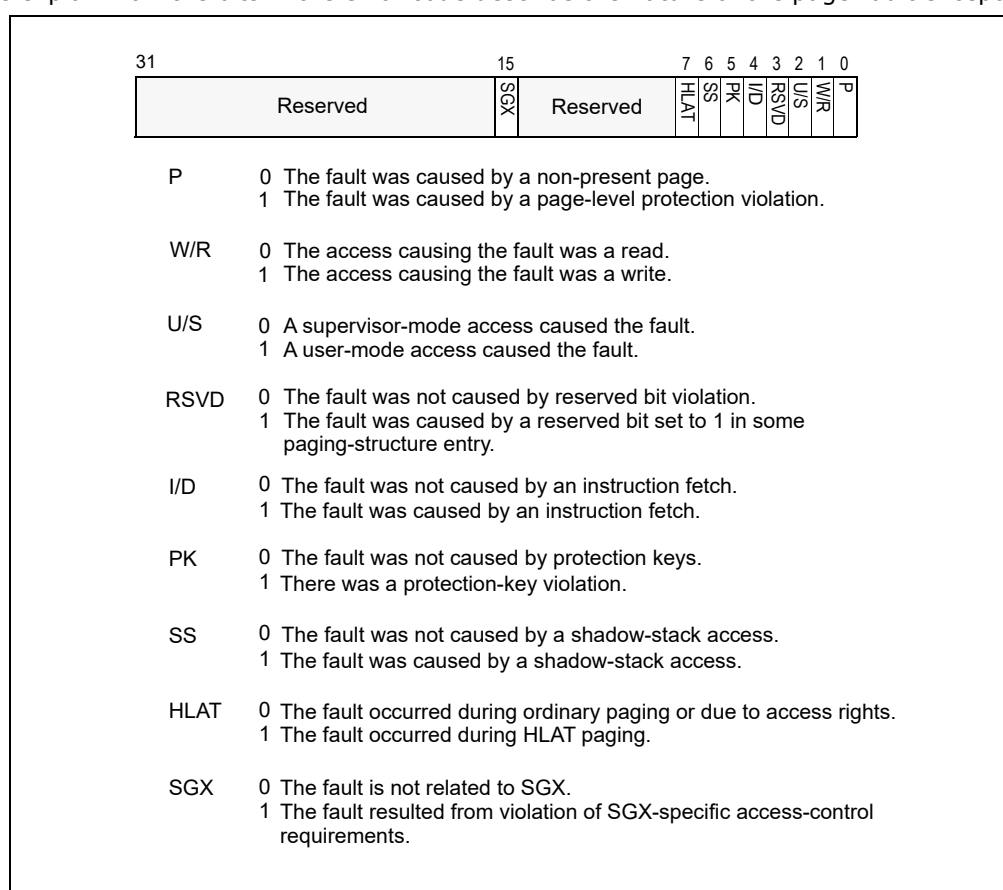 31 15 7 6 5 4 3 2 1 0
Reserved SGX Reserved HLAT SS PK I/D RSVD U/S W/R P
P 0 The fault was caused by a non-present page.
1 The fault was caused by a page-level protection violation.
W/R 0 The access causing the fault was a read.
1 The access causing the fault was a write.
U/S 0 A supervisor-mode access caused the fault.
1 A user-mode access caused the fault.
RSVD 0 The fault was not caused by reserved bit violation.
1 The fault was caused by a reserved bit set to 1 in some
paging-structure entry.
I/D 0 The fault was not caused by an instruction fetch.
1 The fault was caused by an instruction fetch.
PK 0 The fault was not caused by protection keys.
1 There was a protection-key violation.
SS 0 The fault was not caused by a shadow-stack access.
1 The fault was caused by a shadow-stack access.
HLAT 0 The fault occurred during ordinary paging or due to access rights.
1 The fault occurred during HLAT paging.
SGX 0 The fault is not related to SGX.
1 The fault resulted from violation of SGX-specific access-control
requirements.